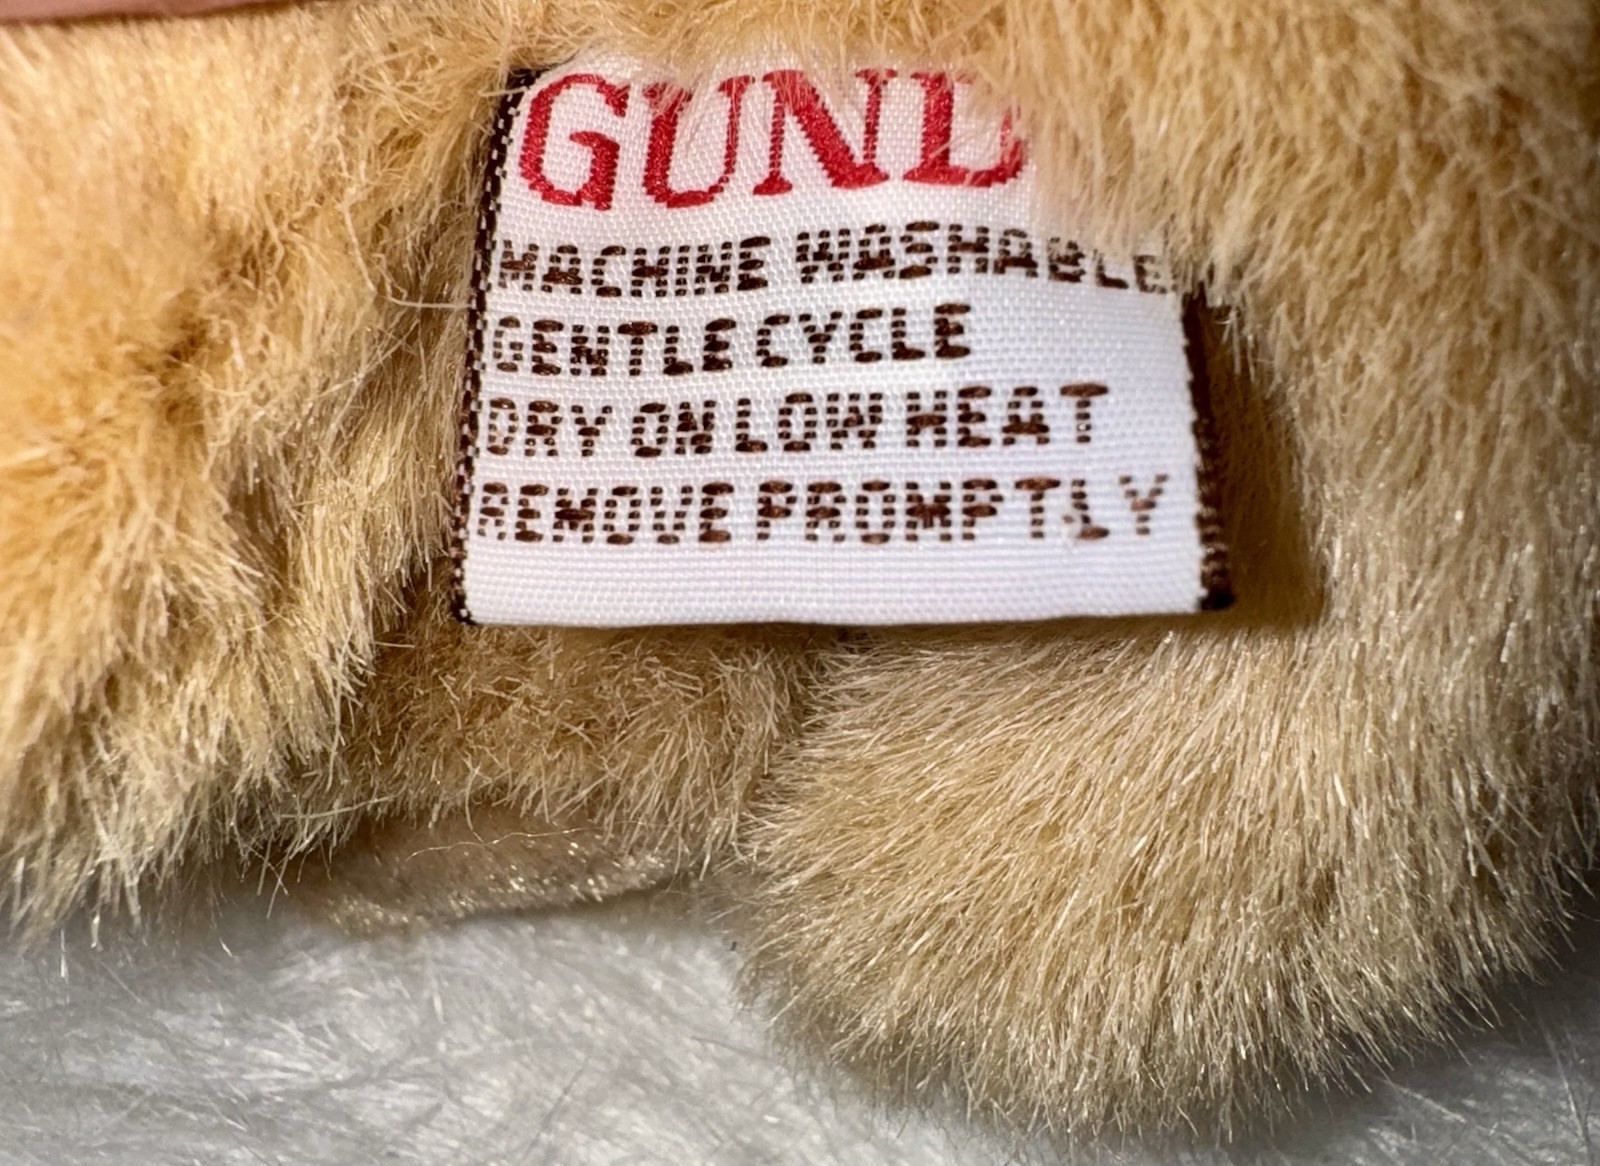 GUND
MACHINE WASHABLE
GENTLE CYCLE
DRY ON LOW HEAT
REMOVE PROMPTLY